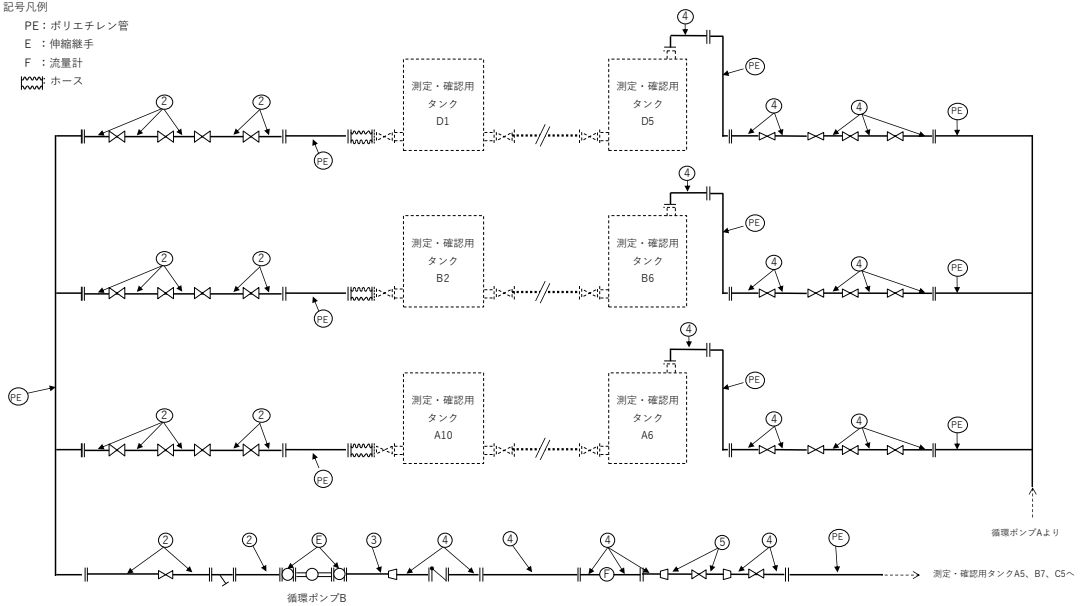 記号凡例
PE：ポリエチレン管
E ：伸縮継手
F ：流量計
：ホース
④
測定・確認用
タンク
D1
測定・確認用
タンク
D5
PE
② ② ④ ④ PE
PE
④
測定・確認用
タンク
B2
測定・確認用
タンク
B6
PE
② ② ④ ④ PE
PE
④
測定・確認用
タンク
A10
測定・確認用
タンク
A6
PE
PE
② ② ④ ④ PE
PE
循環ポンプAより
② ② E ③ ④ ④ ④ ⑤ ④ PE
F
測定・確認用タンクA5、B7、C5へ
循環ポンプB